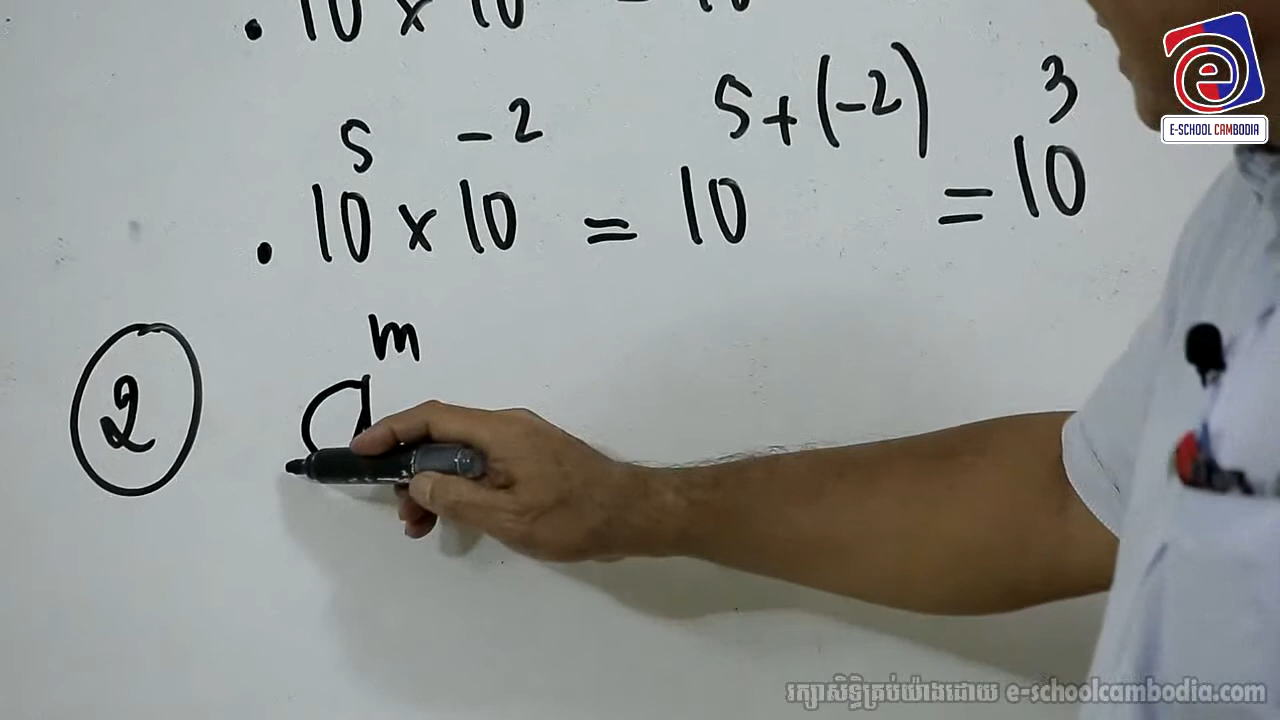 . 10 × 10 = 10
E-SCHOOL CAMBODIA
. 10⁵ × 10⁻² = 10⁵⁺⁽⁻²⁾ = 10³
② aᵐ
រក្សាសិទ្ធិគ្រប់យ៉ាងដោយ e-schoolcambodia.com